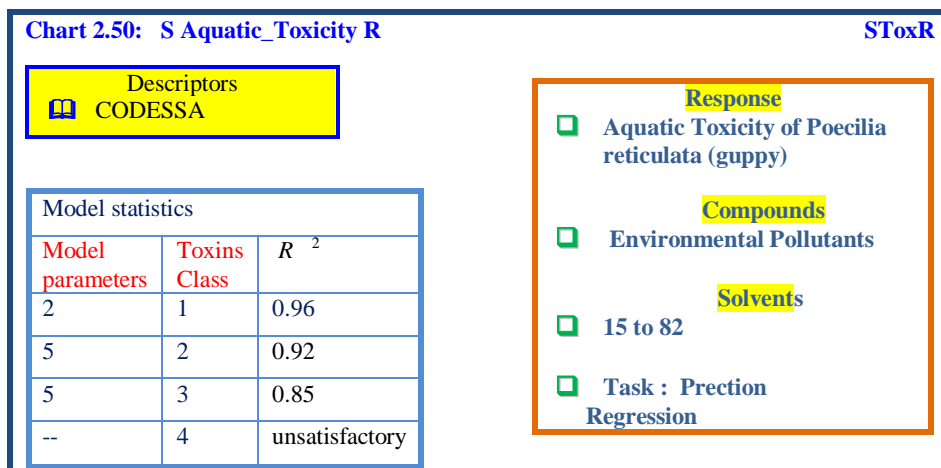 Chart 2.50: S Aquatic_Toxicity R SToxR
Descriptors
CODESSA
Model statistics
Model parameters Toxins Class R 2
2 1 0.96
5 2 0.92
5 3 0.85
-- 4 unsatisfactory
Response
Aquatic Toxicity of Poecilia
reticulata (guppy)
Compounds
Environmental Pollutants
Solvents
15 to 82
Task : Prection
Regression